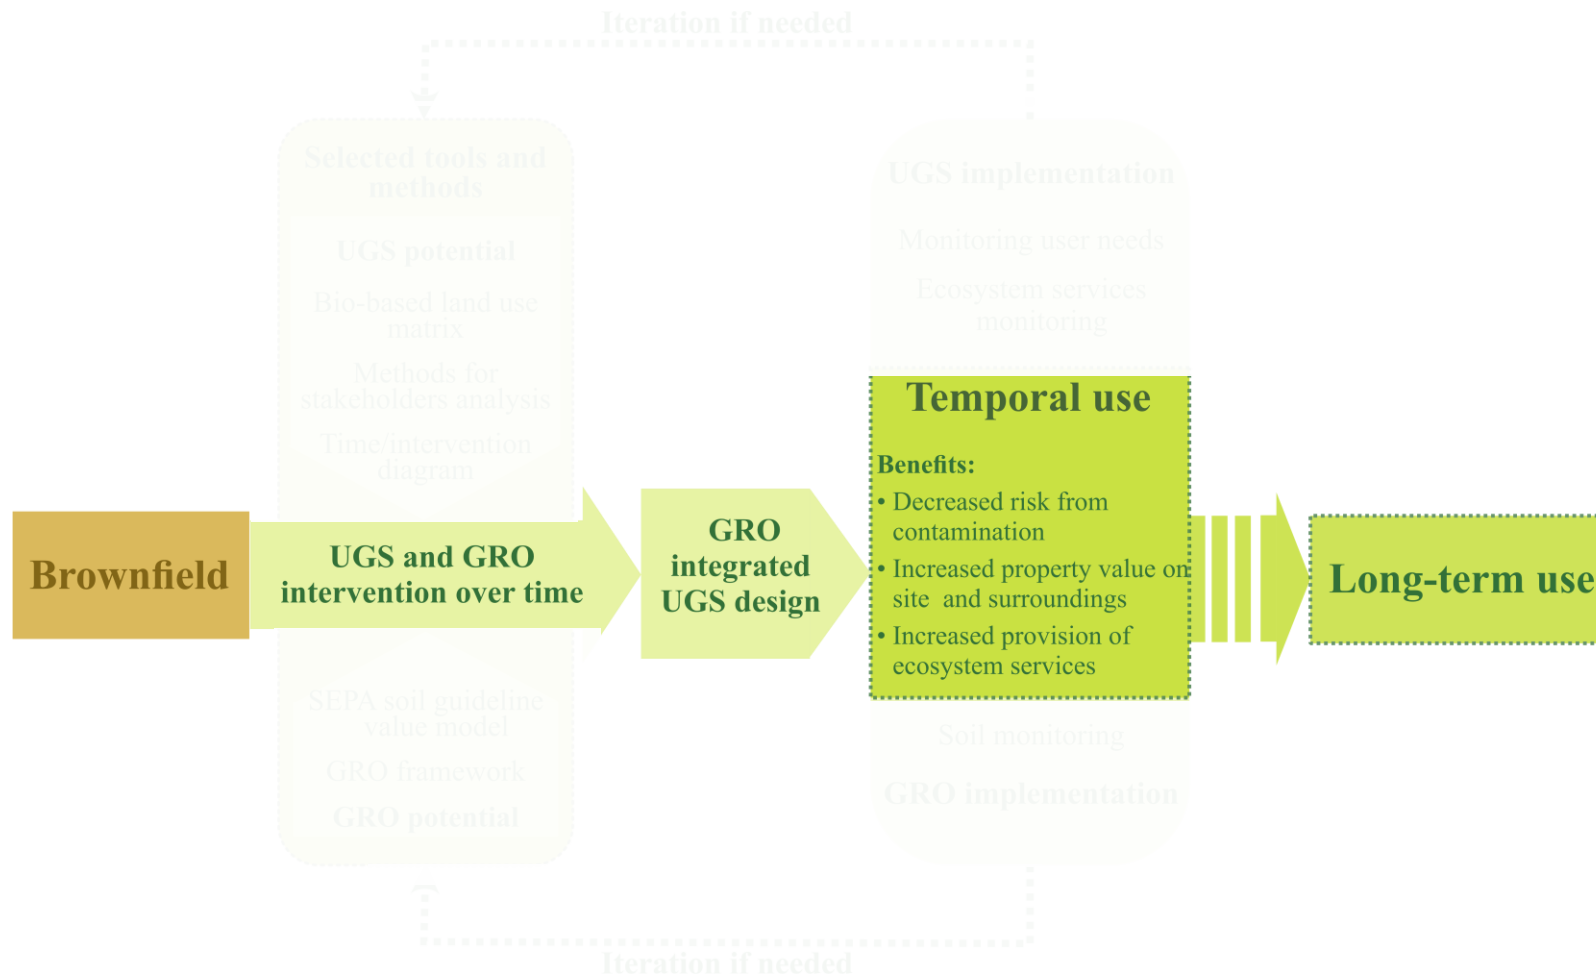 Iteration if needed
Selected tools and
methods
UGS potential
Bio-based land use
matrix
Methods for
stakeholders analysis
Time/intervention
diagram
Brownfield
UGS and GRO
intervention over time
SEPA soil guideline
value model
GRO framework
GRO potential
GRO
integrated
UGS design
UGS implementation
Monitoring user needs
Ecosystem services
monitoring
Temporal use
Benefits:
• Decreased risk from
contamination
• Increased property value on
site and surroundings
• Increased provision of
ecosystem services
Soil monitoring
GRO implementation
Long-term use
Iteration if needed